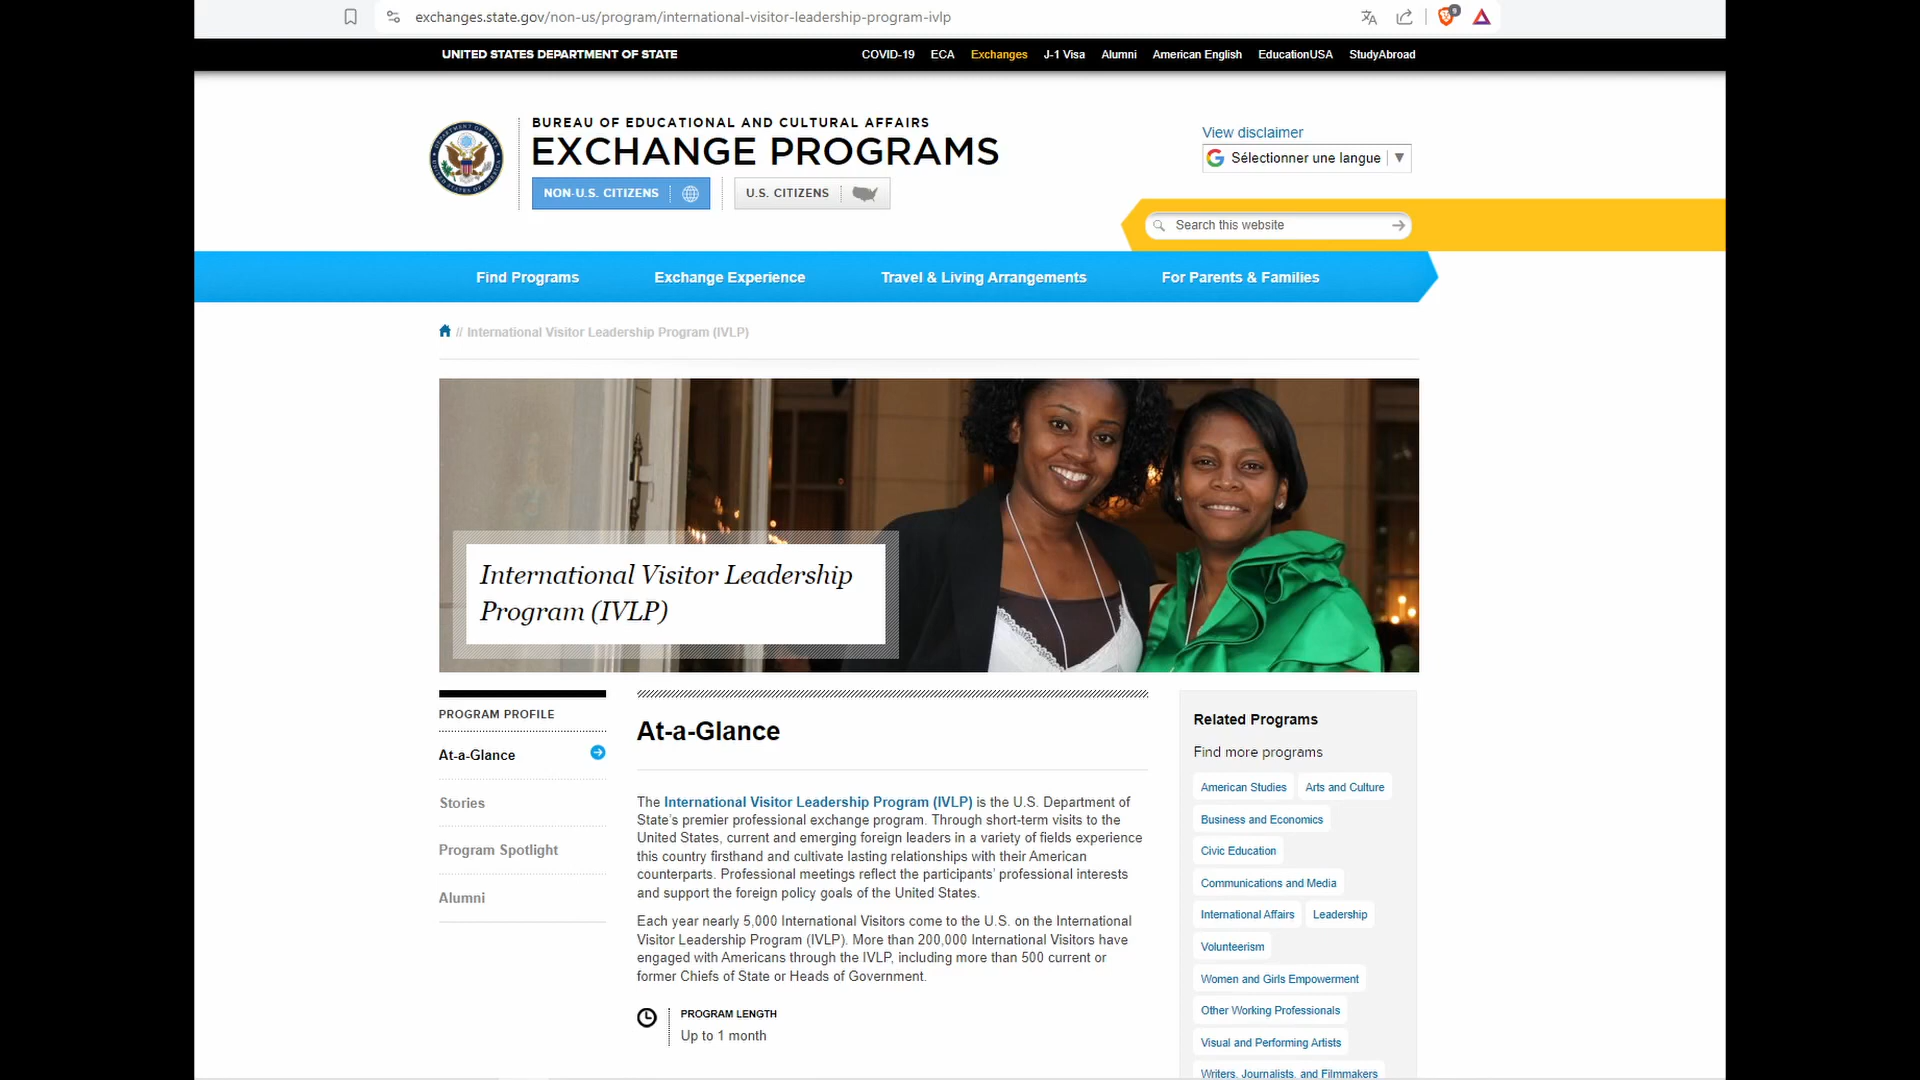 exchanges.state.gov/non-us/program/international-visitor-leadership-program-ivlp
9
UNITED STATES DEPARTMENT OF STATE
COVID-19 ECA Exchanges J-1 Visa Alumni American English EducationUSA StudyAbroad
BUREAU OF EDUCATIONAL AND CULTURAL AFFAIRS
EXCHANGE PROGRAMS
NON-U.S. CITIZENS
U.S. CITIZENS
View disclaimer
Sélectionner une langue
Search this website
Find Programs Exchange Experience Travel & Living Arrangements For Parents & Families
// International Visitor Leadership Program (IVLP)
International Visitor Leadership
Program (IVLP)
PROGRAM PROFILE
At-a-Glance
Stories
Program Spotlight
Alumni
At-a-Glance
The International Visitor Leadership Program (IVLP) is the U.S. Department of
State's premier professional exchange program. Through short-term visits to the
United States, current and emerging foreign leaders in a variety of fields experience
this country firsthand and cultivate lasting relationships with their American
counterparts. Professional meetings reflect the participants' professional interests
and support the foreign policy goals of the United States.
Each year nearly 5,000 International Visitors come to the U.S. on the International
Visitor Leadership Program (IVLP). More than 200,000 International Visitors have
engaged with Americans through the IVLP, including more than 500 current or
former Chiefs of State or Heads of Government.
PROGRAM LENGTH
Up to 1 month
Related Programs
Find more programs
American Studies Arts and Culture
Business and Economics
Civic Education
Communications and Media
International Affairs Leadership
Volunteerism
Women and Girls Empowerment
Other Working Professionals
Visual and Performing Artists
Writers, Journalists, and Filmmakers